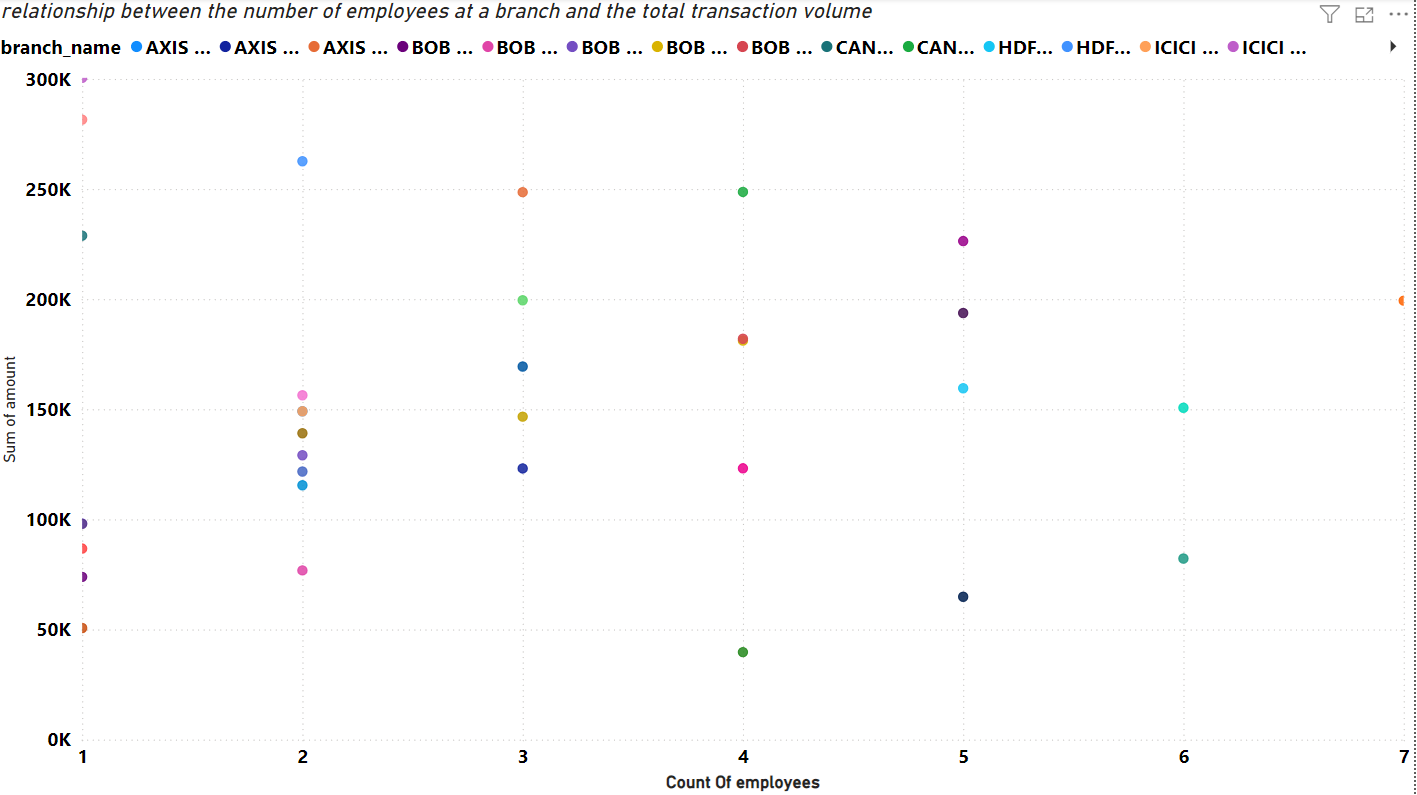 relationship between the number of employees at a branch and the total transaction volume
branch_name AXIS ... AXIS ... AXIS ... BOB ... BOB ... BOB ... BOB ... BOB ... CAN... CAN... HDF... HDF... ICICI ... ICICI ...
300K
250K
200K
150K
100K
50K
0K
Sum of amount
1 2 3 4 5 6 7
Count Of employees